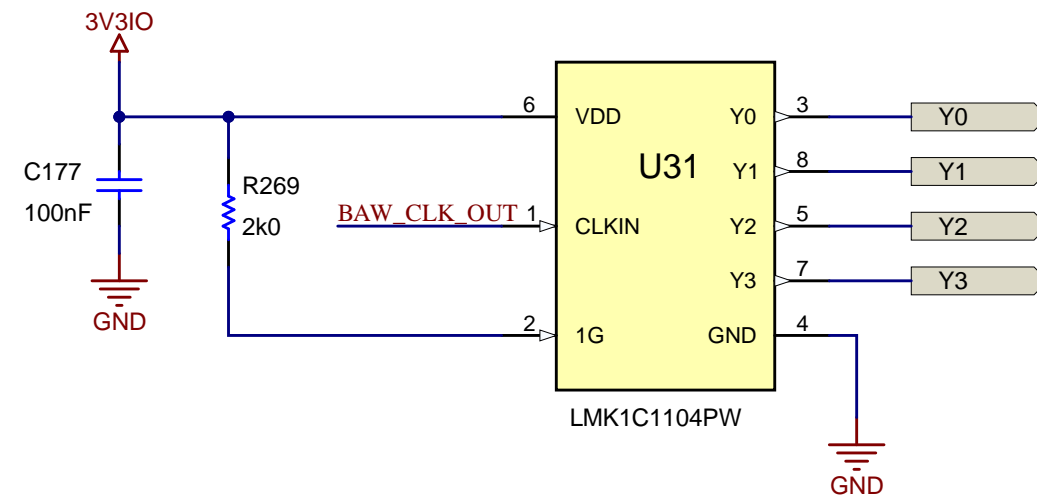 3V3IO
6 VDD Y0 3 Y0
C177
100nF
R269
2k0
U31
Y1 8 Y1
BAW_CLK_OUT 1 CLKIN Y2 5 Y2
Y3 7 Y3
GND
2 1G GND 4
LMK1C1104PW
GND